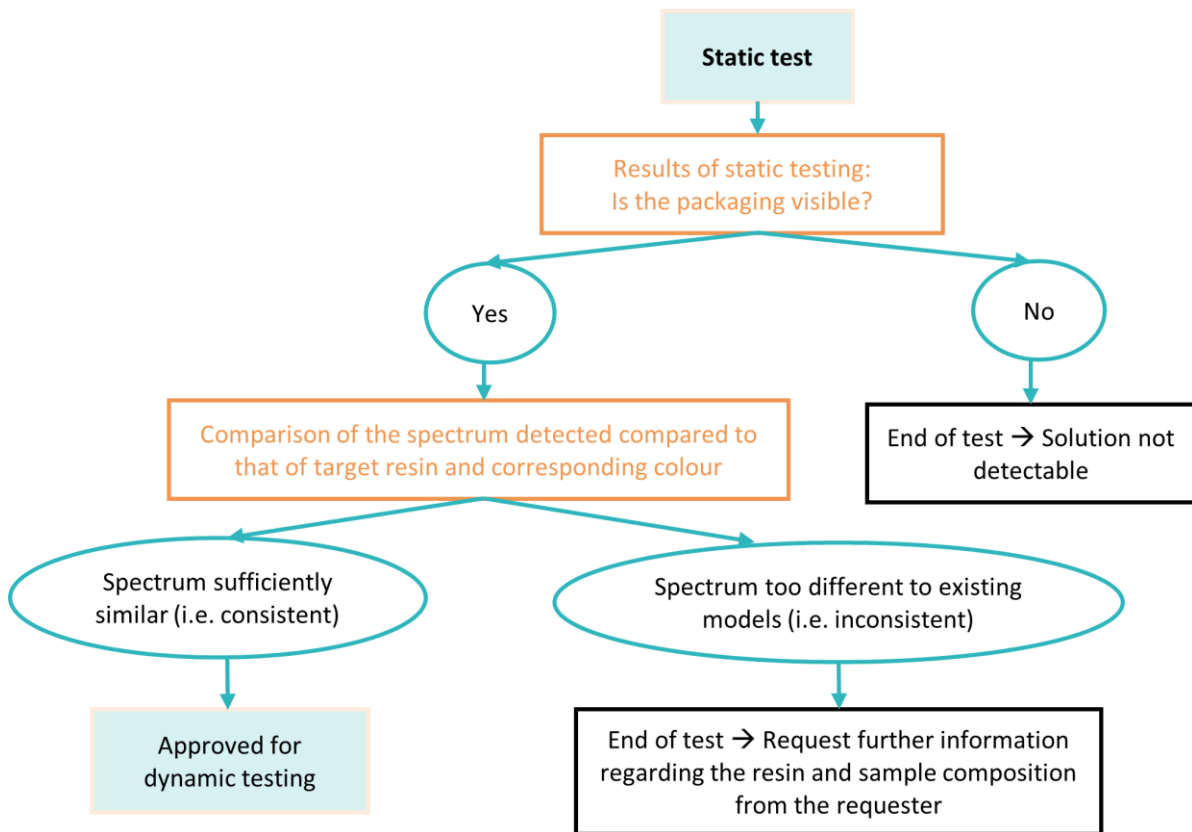 Static test
Results of static testing:
Is the packaging visible?
Yes
No
Comparison of the spectrum detected compared to
that of target resin and corresponding colour
End of test → Solution not
detectable
Spectrum sufficiently
similar (i.e. consistent)
Spectrum too different to existing
models (i.e. inconsistent)
Approved for
dynamic testing
End of test → Request further information
regarding the resin and sample composition
from the requester